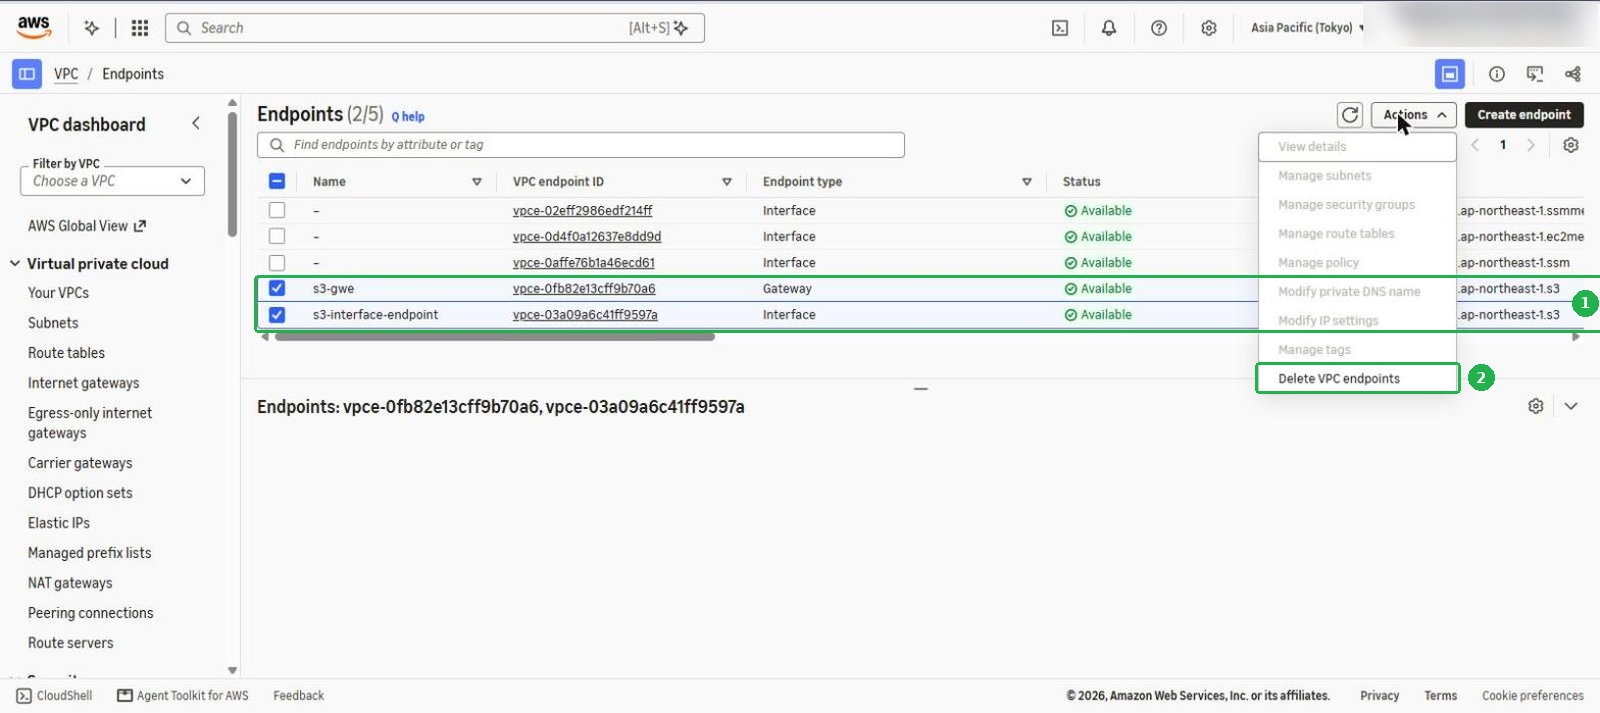 aws
Search [Alt+S]
Asia Pacific (Tokyo)
VPC / Endpoints
VPC dashboard
Filter by VPC
Choose a VPC
AWS Global View
Virtual private cloud
Your VPCs
Subnets
Route tables
Internet gateways
Egress-only internet
gateways
Carrier gateways
DHCP option sets
Elastic IPs
Managed prefix lists
NAT gateways
Peering connections
Route servers
Endpoints (2/5) Q help
Actions
Create endpoint
Find endpoints by attribute or tag
1
Name VPC endpoint ID Endpoint type Status
– vpce-02eff2986edf214ff Interface Available .ap-northeast-1.ssmme
– vpce-0d4f0a12637e8dd9d Interface Available .ap-northeast-1.ec2me
– vpce-0affe76b1a46ecd61 Interface Available .ap-northeast-1.ssm
s3-gwe vpce-0fb82e13cff9b70a6 Gateway Available .ap-northeast-1.s3
s3-interface-endpoint vpce-03a09a6c41ff9597a Interface Available .ap-northeast-1.s3
1
View details
Manage subnets
Manage security groups
Manage route tables
Manage policy
Modify private DNS name
Modify IP settings
Manage tags
Delete VPC endpoints
2
Endpoints: vpce-0fb82e13cff9b70a6, vpce-03a09a6c41ff9597a
CloudShell Agent Toolkit for AWS Feedback
© 2026, Amazon Web Services, Inc. or its affiliates. Privacy Terms Cookie preferences